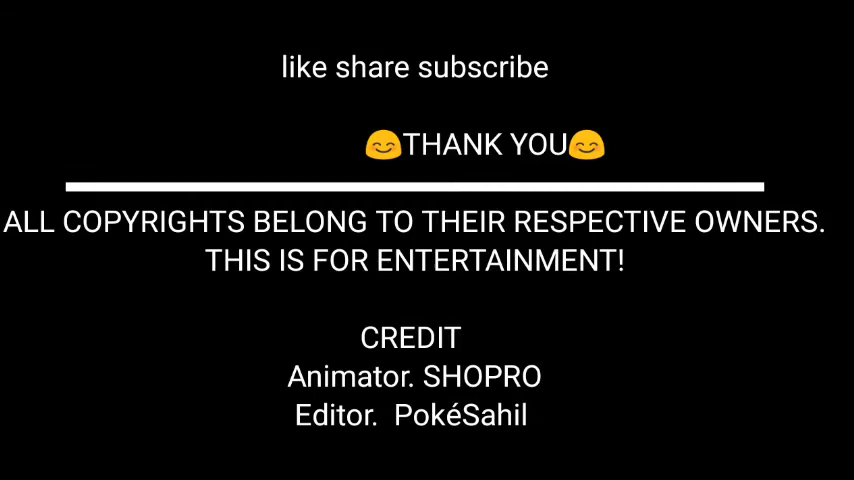 like share subscribe
😊THANK YOU😊
ALL COPYRIGHTS BELONG TO THEIR RESPECTIVE OWNERS.
THIS IS FOR ENTERTAINMENT!
CREDIT
Animator. SHOPRO
Editor. PokéSahil